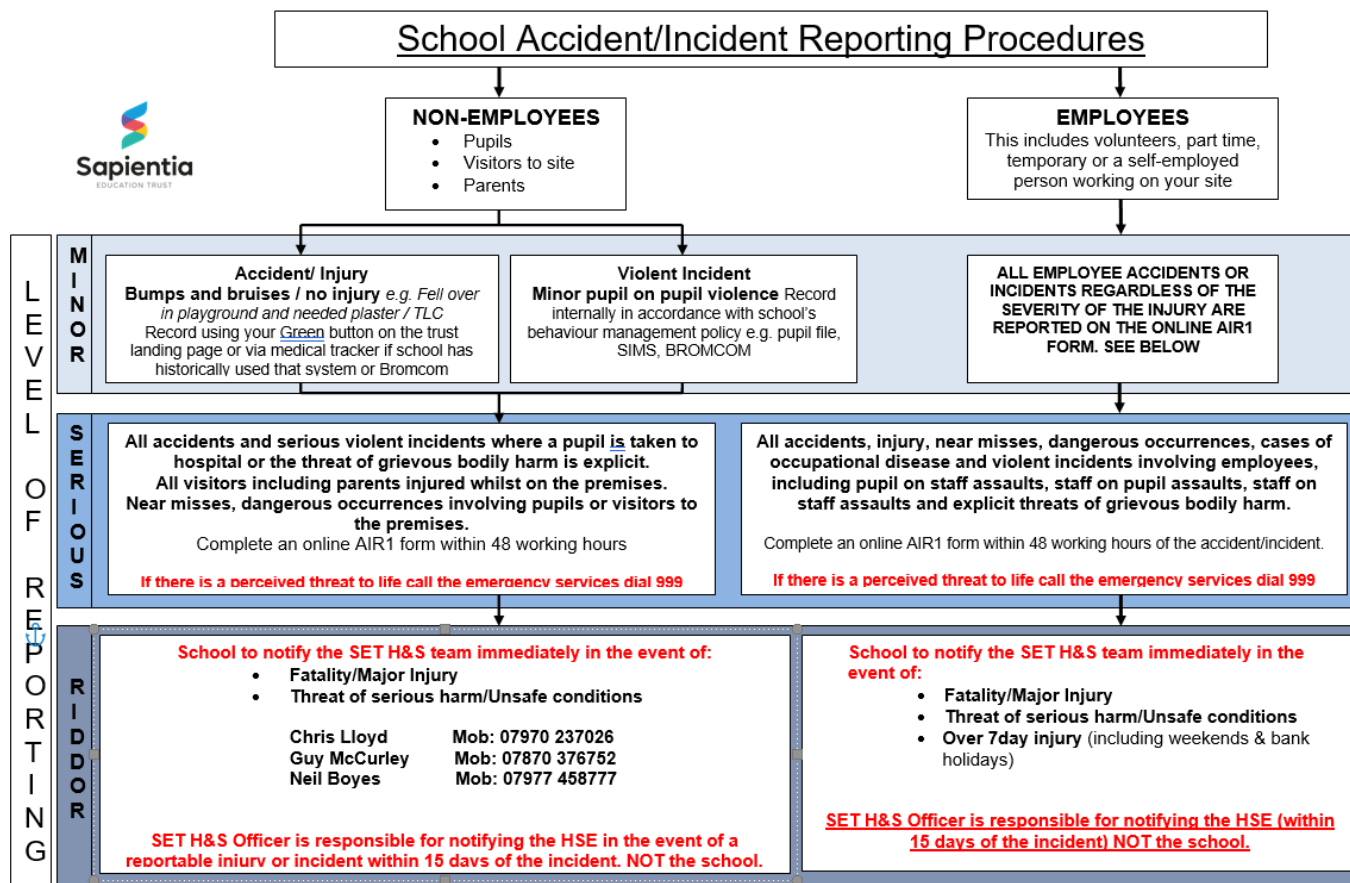 School Accident/Incident Reporting Procedures
Sapientia
EDUCATION TRUST
NON-EMPLOYEES
• Pupils
• Visitors to site
• Parents
EMPLOYEES
This includes volunteers, part time,
temporary or a self-employed
person working on your site
LEVEL OF REPORTING
MINOR
Accident/ Injury
Bumps and bruises / no injury e.g. Fell over
in playground and needed plaster / TLC
Record using your Green button on the trust
landing page or via medical tracker if school has
historically used that system or Bromcom
Violent Incident
Minor pupil on pupil violence Record
internally in accordance with school's
behaviour management policy e.g. pupil file,
SIMS, BROMCOM
ALL EMPLOYEE ACCIDENTS OR
INCIDENTS REGARDLESS OF THE
SEVERITY OF THE INJURY ARE
REPORTED ON THE ONLINE AIR1
FORM. SEE BELOW
SERIOUS
All accidents and serious violent incidents where a pupil is taken to
hospital or the threat of grievous bodily harm is explicit.
All visitors including parents injured whilst on the premises.
Near misses, dangerous occurrences involving pupils or visitors to
the premises.
Complete an online AIR1 form within 48 working hours
If there is a perceived threat to life call the emergency services dial 999
All accidents, injury, near misses, dangerous occurrences, cases of
occupational disease and violent incidents involving employees,
including pupil on staff assaults, staff on pupil assaults, staff on
staff assaults and explicit threats of grievous bodily harm.
Complete an online AIR1 form within 48 working hours of the accident/incident.
If there is a perceived threat to life call the emergency services dial 999
RIDDOR
School to notify the SET H&S team immediately in the event of:
• Fatality/Major Injury
• Threat of serious harm/Unsafe conditions
Chris Lloyd Mob: 07970 237026
Guy McCurley Mob: 07870 376752
Neil Boyes Mob: 07977 458777
SET H&S Officer is responsible for notifying the HSE in the event of a
reportable injury or incident within 15 days of the incident. NOT the school.
School to notify the SET H&S team immediately in the
event of:
• Fatality/Major Injury
• Threat of serious harm/Unsafe conditions
• Over 7day injury (including weekends & bank
holidays)
SET H&S Officer is responsible for notifying the HSE (within
15 days of the incident) NOT the school.